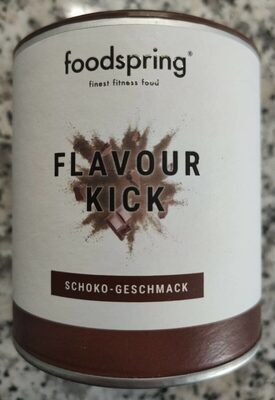 foodspring®
finest fitness food
FLAVOUR
KICK
SCHOKO-GESCHMACK